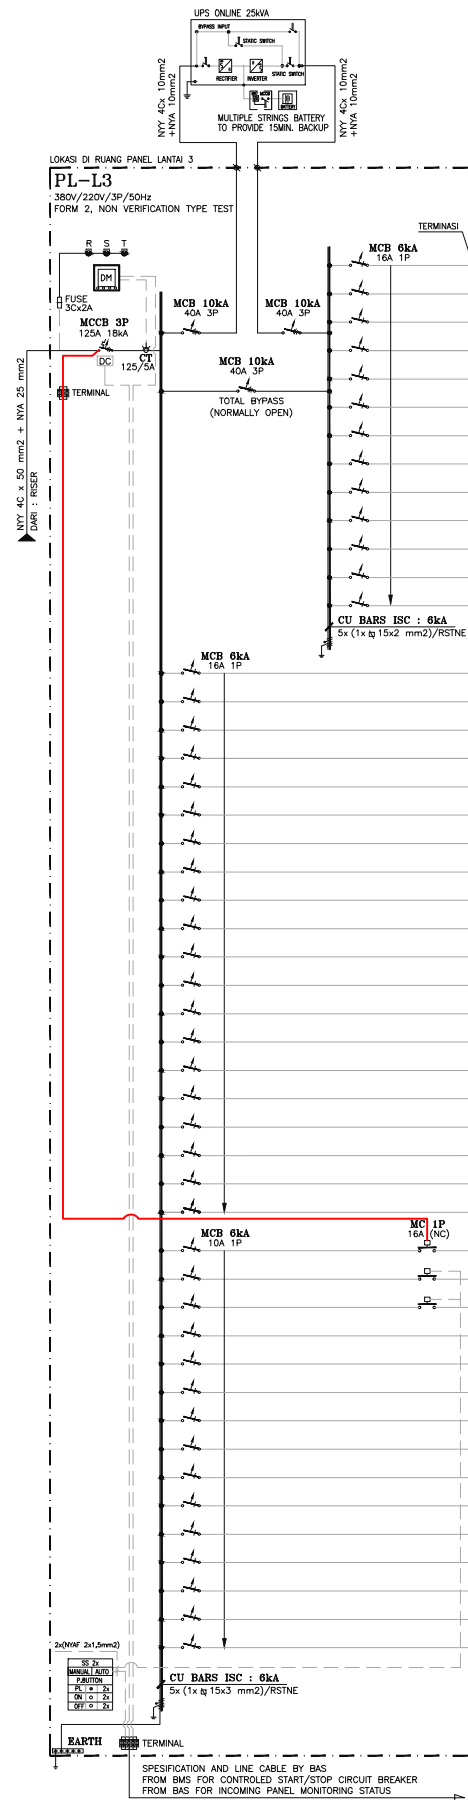 UPS ONLINE 25kVA
BYPASS INPUT
STATIC SWITCH
RECTIFIER
INVERTER
STATIC SWITCH
BATTERY
NYY 4Cx 10mm2
+NYA 10mm2
MULTIPLE STRINGS BATTERY
TO PROVIDE 15MIN. BACKUP
NYY 4Cx 10mm2
+NYA 10mm2
LOKASI DI RUANG PANEL LANTAI 3
PL-L3
380V/220V/3P/50Hz
FORM 2, NON VERIFICATION TYPE TEST
TERMINASI
R S T
DM
FUSE
3Cx2A
MCCB 3P
125A 18kA
DC
CT
125/5A
TERMINAL
MCB 10kA
40A 3P
MCB 10kA
40A 3P
MCB 6kA
16A 1P
MCB 10kA
40A 3P
TOTAL BYPASS
(NORMALLY OPEN)
NYY 4C x 50 mm2 + NYA 25 mm2
DARI : RISER
CU BARS ISC : 6kA
5x (1x 15x2 mm2)/RSTNE
MCB 6kA
16A 1P
MC 1P
16A (NC)
MCB 6kA
10A 1P
2x(NYAF 2x1,5mm2)
SS 2x
MANUAL AUTO
P.BUTTON
PL 2x
ON 2x
OFF 2x
CU BARS ISC : 6kA
5x (1x 15x3 mm2)/RSTNE
EARTH
TERMINAL
SPESIFICATION AND LINE CABLE BY BAS
FROM BMS FOR CONTROLED START/STOP CIRCUIT BREAKER
FROM BAS FOR INCOMING PANEL MONITORING STATUS